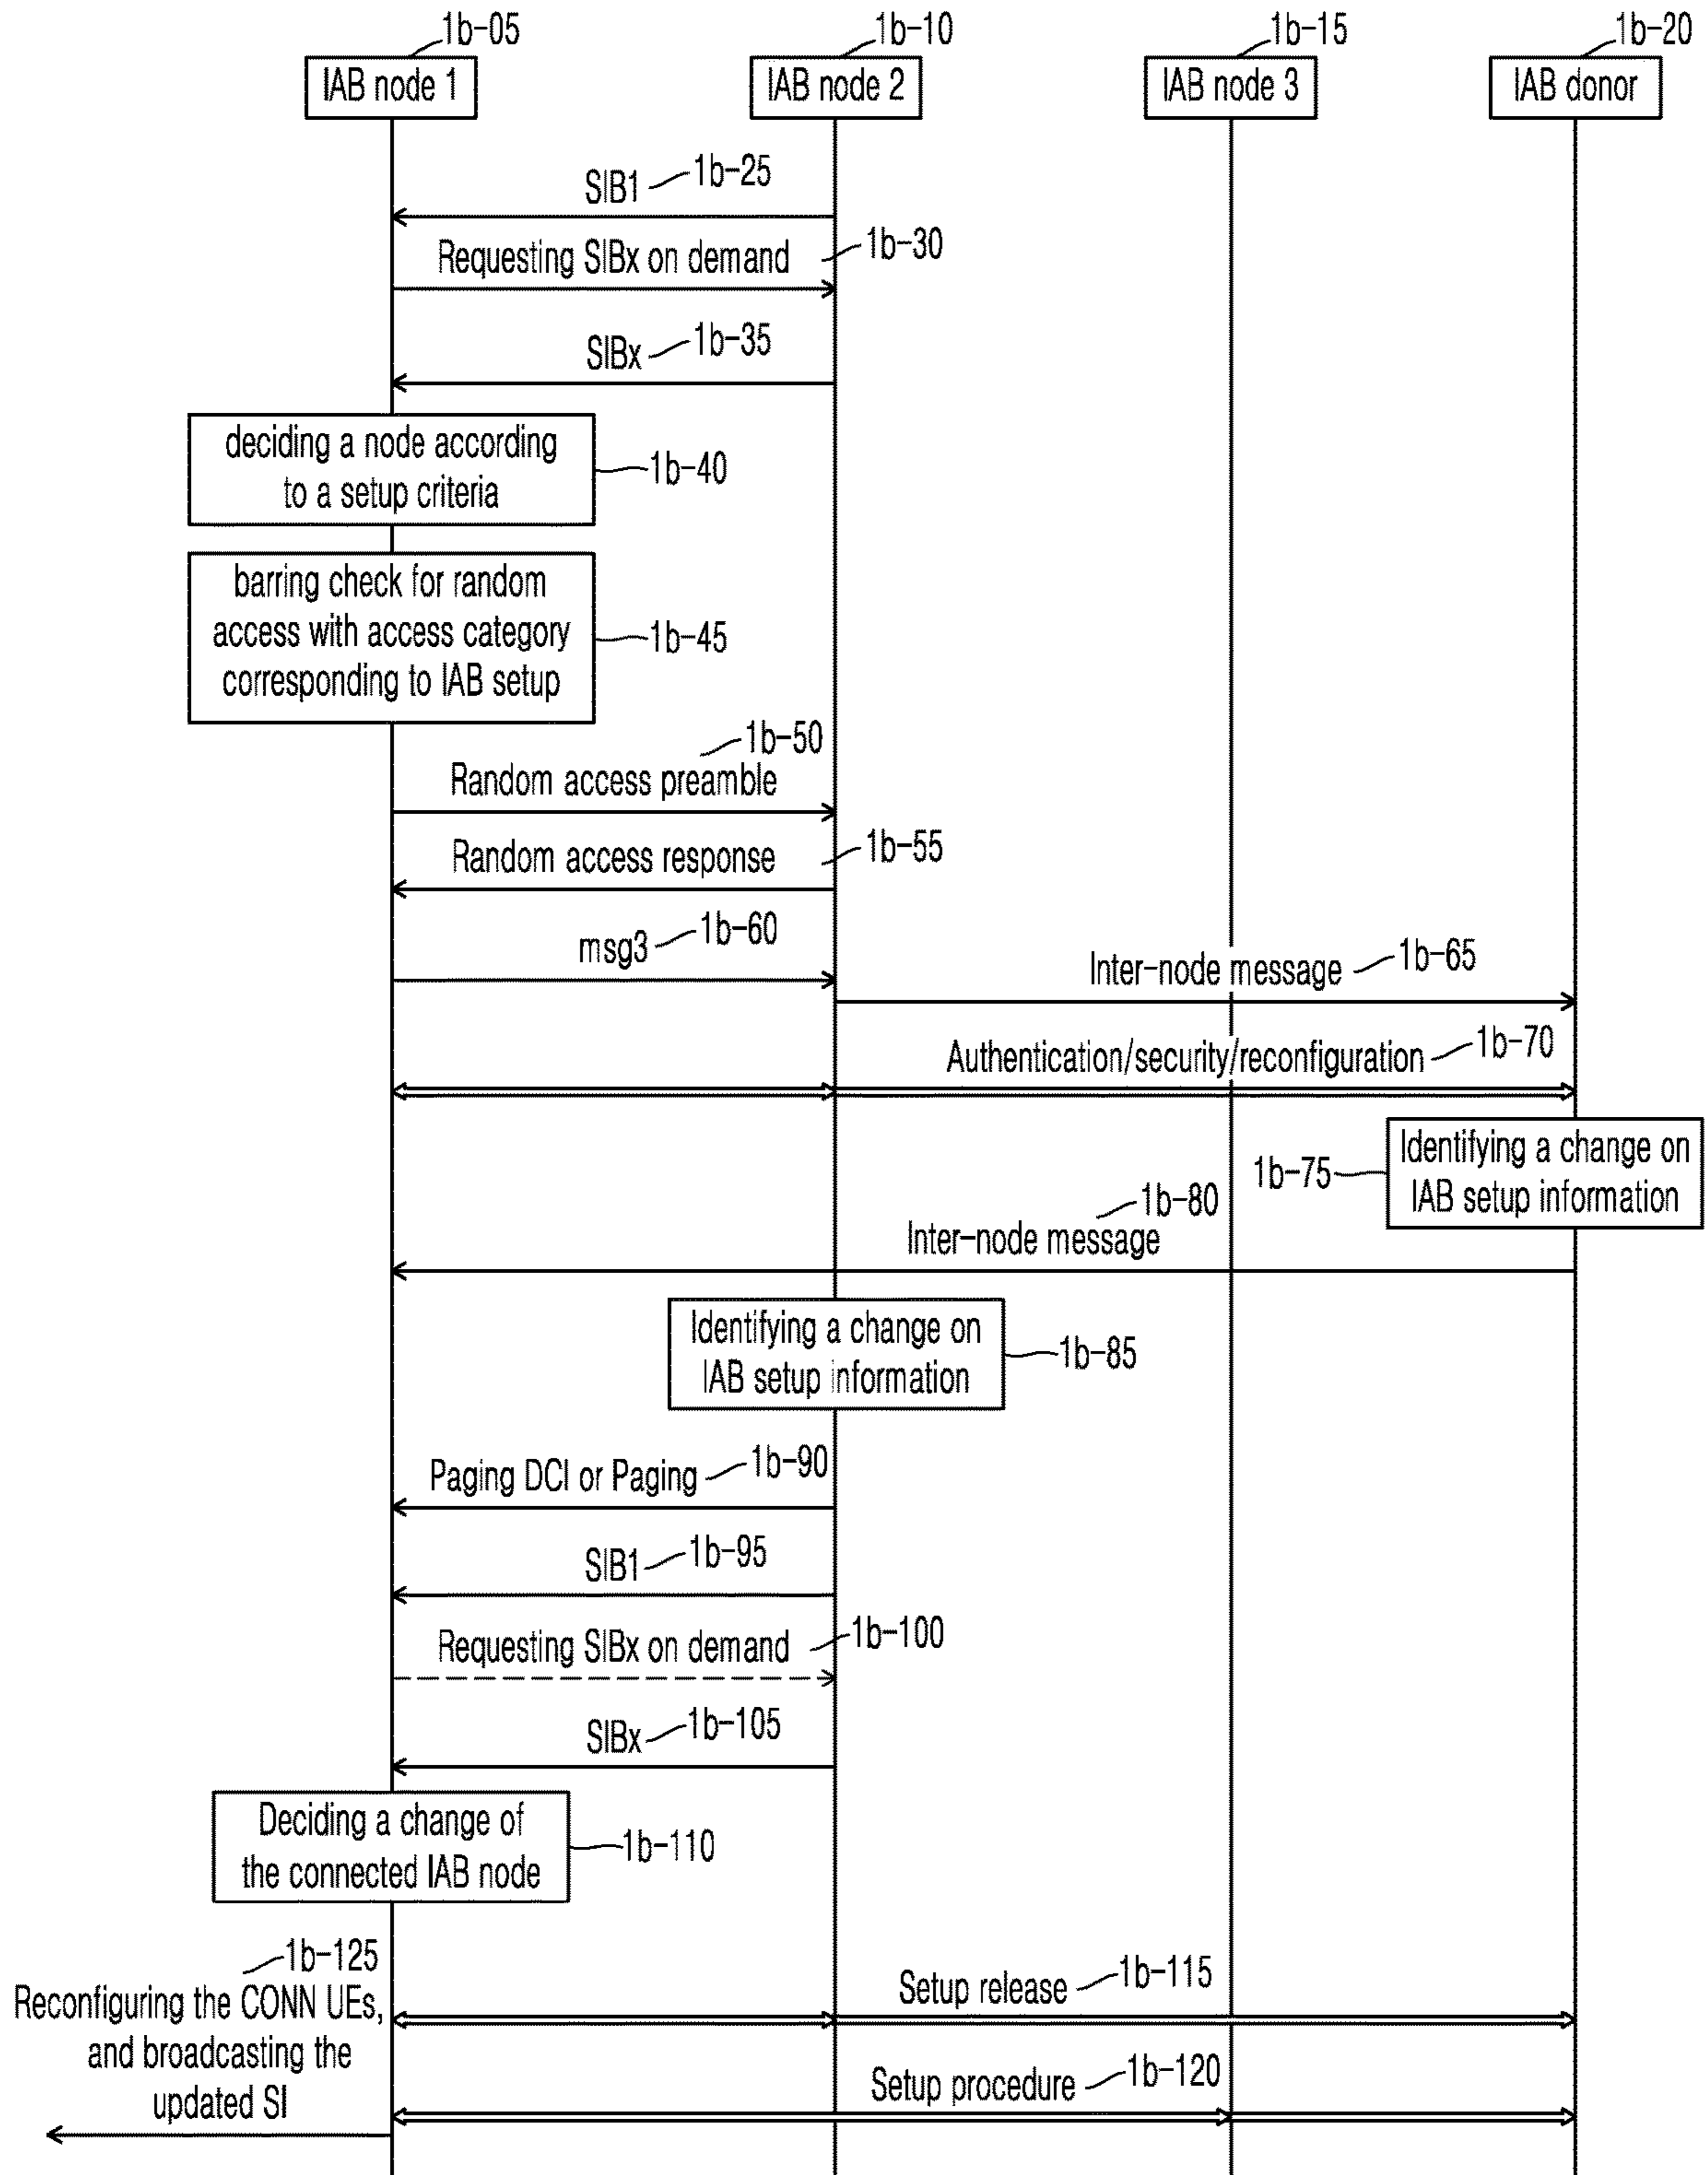 1b-05
1b-10
1b-15
1b-20
IAB node 1
IAB node 2
IAB node 3
IAB donor
SIB1
1b-25
Requesting SIBx on demand
1b-30
SIBx
1b-35
deciding a node according
to a setup criteria
1b-40
barring check for random
access with access category
corresponding to IAB setup
1b-45
1b-50
Random access preamble
Random access response
1b-55
msg3
1b-60
Inter-node message
1b-65
Authentication/security/reconfiguration
1b-70
Identifying a change on
IAB setup information
1b-75
1b-80
Inter-node message
Identifying a change on
IAB setup information
1b-85
Paging DCI or Paging
1b-90
SIB1
1b-95
Requesting SIBx on demand
1b-100
SIBx
1b-105
Deciding a change of
the connected IAB node
1b-110
1b-125
Reconfiguring the CONN UEs,
and broadcasting the
updated SI
Setup release
1b-115
Setup procedure
1b-120